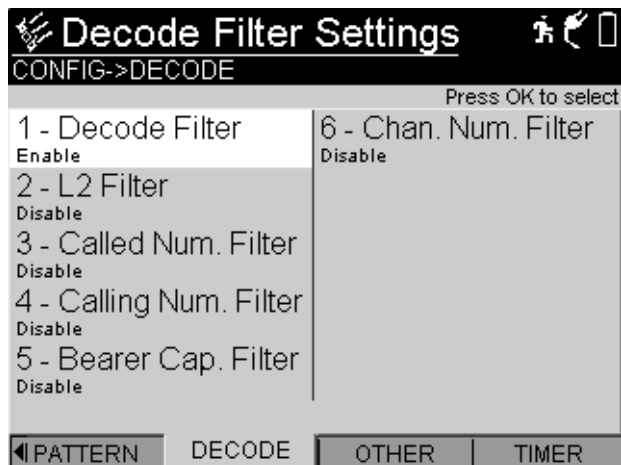 Decode Filter Settings
CONFIG->DECODE
Press OK to select
1 - Decode Filter
Enable
2 - L2 Filter
Disable
3 - Called Num. Filter
Disable
4 - Calling Num. Filter
Disable
5 - Bearer Cap. Filter
Disable
6 - Chan. Num. Filter
Disable
PATTERN DECODE OTHER TIMER